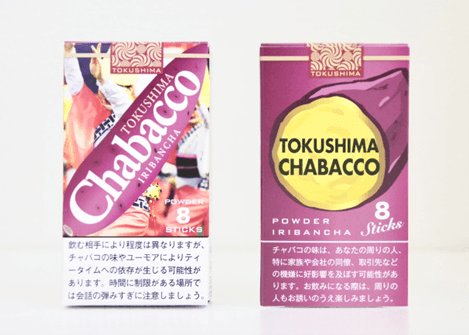 TOKUSHIMA
TOKUSHIMA
Chabacco
IRIBANCHA
POWDER
8
STICKS
飲む相手により程度は異なりますが、
チャバコの味やユーモアによりティ
ータイムへの依存が生じる可能性が
あります。時間に制限がある場所で
は会話の弾みすぎに注意しましょう。
TOKUSHIMA
TOKUSHIMA
CHABACCO
POWDER
IRIBANCHA
8
Sticks
チャバコの味は、あなたの周りの人、
特に家族や会社の同僚、取引先など
の機嫌に好影響を及ぼす可能性があ
ります。お飲みになる際は、周りの
人もお誘いのうえ楽しみましょう。